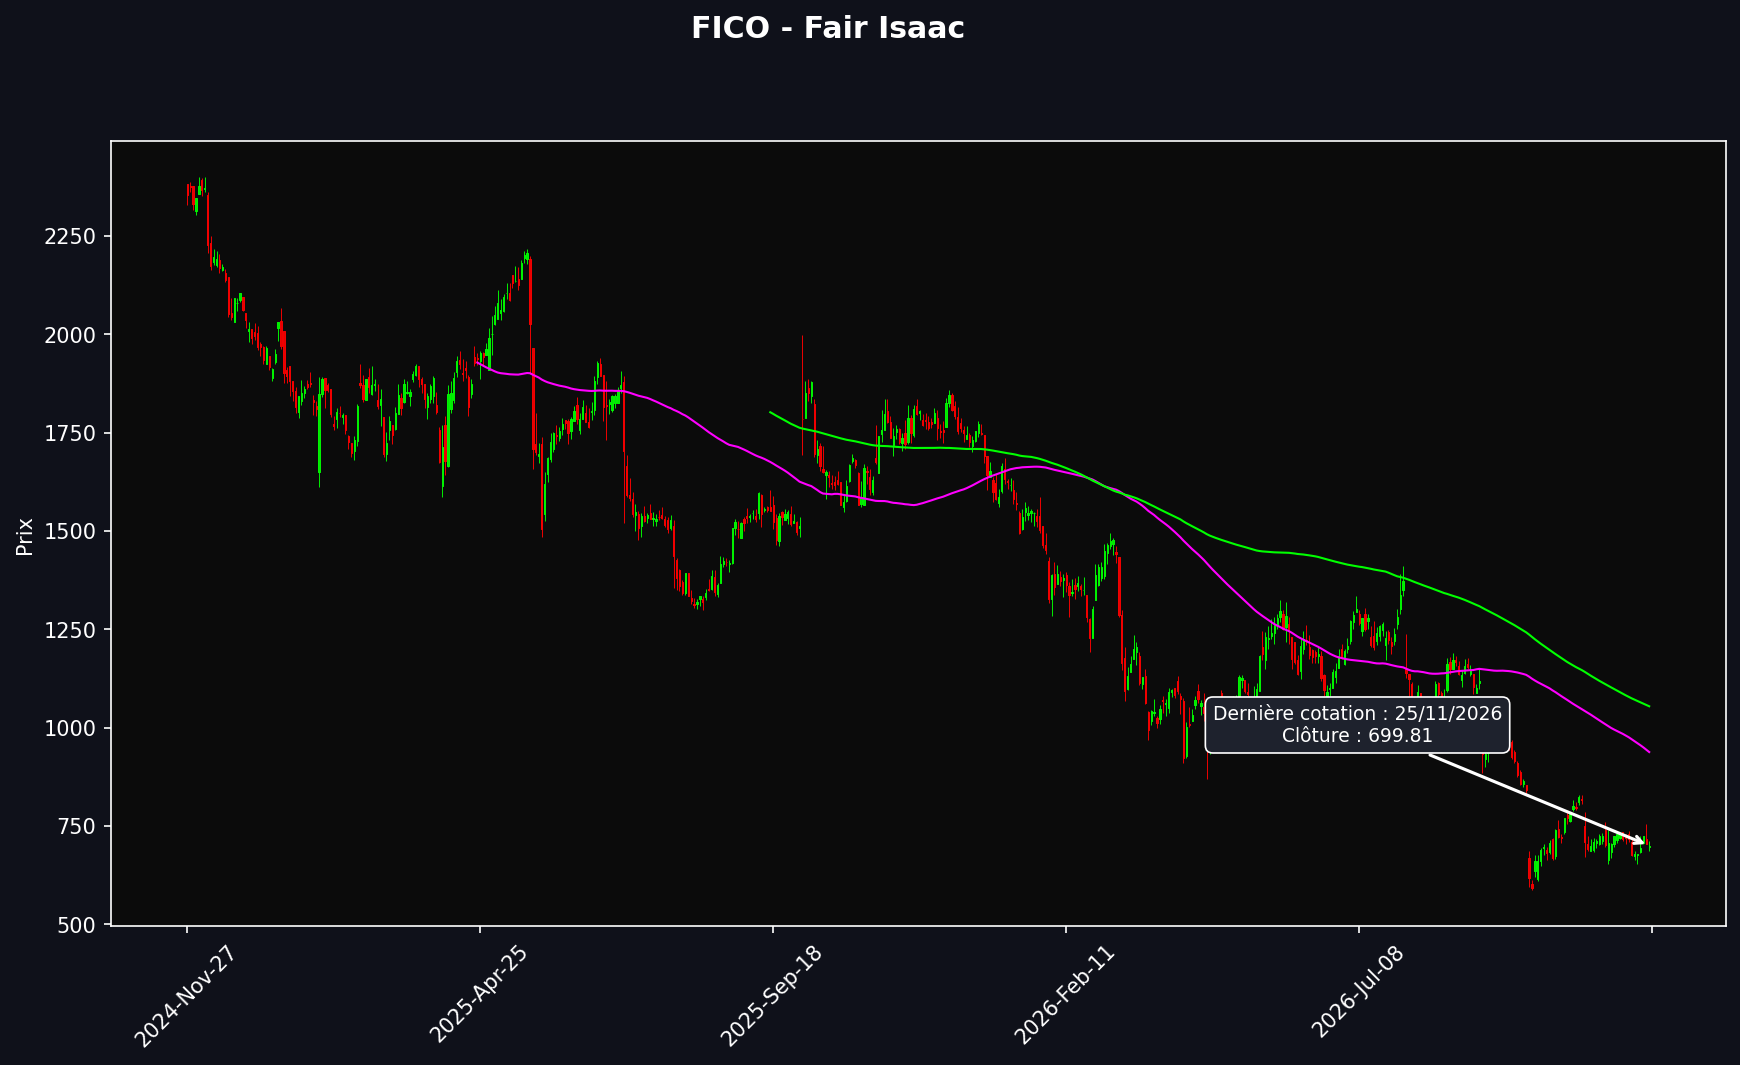 FICO - Fair Isaac
Prix
2250
2000
1750
1500
1250
1000
750
500
Dernière cotation : 25/11/2026
Clôture : 699.81
2024-Nov-27
2025-Apr-25
2025-Sep-18
2026-Feb-11
2026-Jul-08